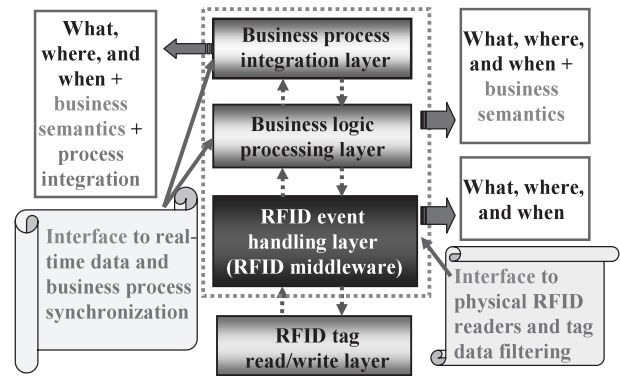 What,
where, and
when +
business
semantics +
process
integration
Business process
integration layer
What, where,
and when +
business
semantics
Business logic
processing layer
What, where,
and when
RFID event
handling layer
(RFID middleware)
Interface to real-
time data and
business process
synchronization
Interface to
physical RFID
readers and tag
data filtering
RFID tag
read/write layer